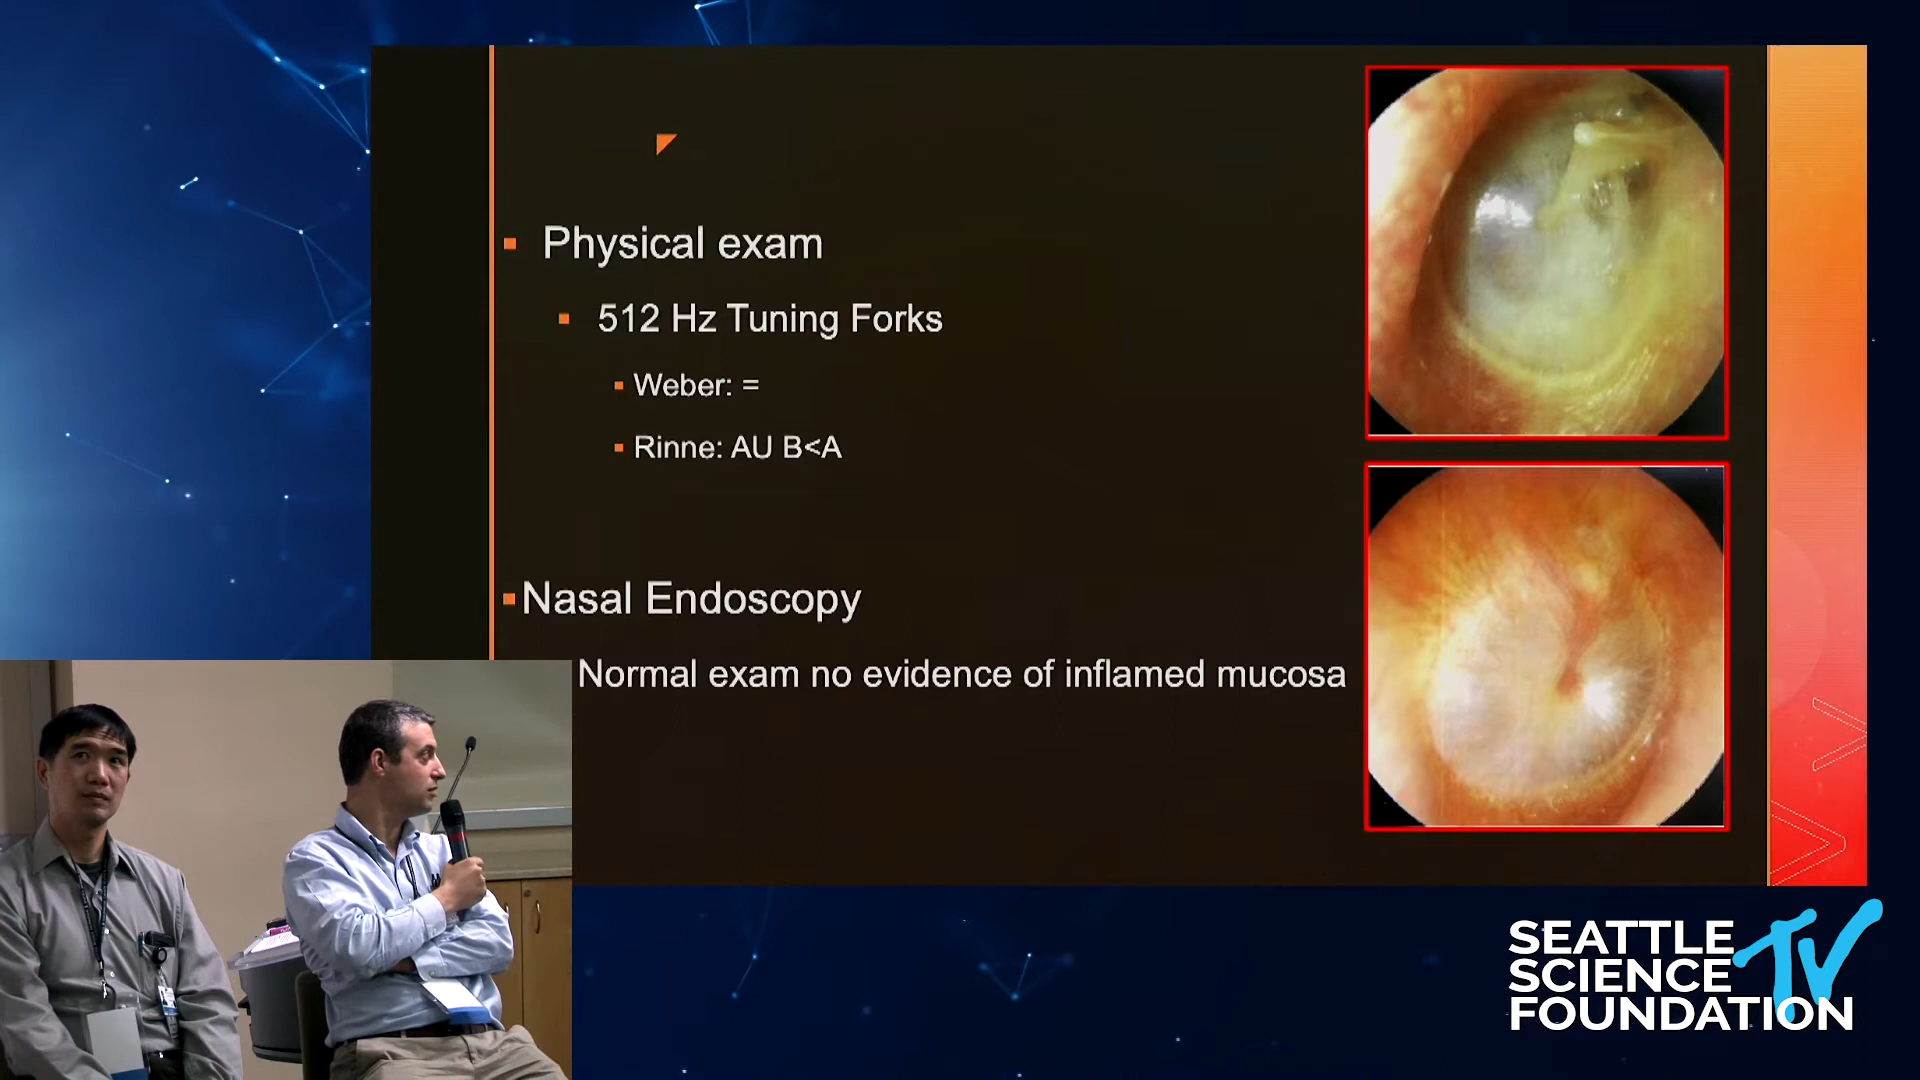 Physical exam
512 Hz Tuning Forks
Weber: =
Rinne: AU B<A
Nasal Endoscopy
Normal exam no evidence of inflamed mucosa
SEATTLE
SCIENCE TV
FOUNDATION